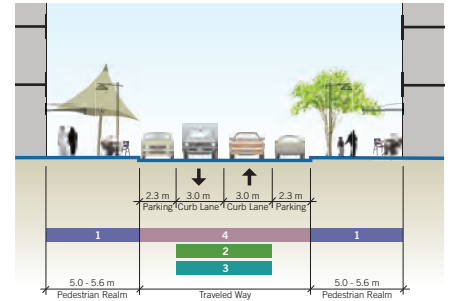 2.3 m 3.0 m 3.0 m 2.3 m
Parking Curb Lane Curb Lane Parking
1 4 1
2
3
5.0 - 5.6 m 5.0 - 5.6 m
Pedestrian Realm Traveled Way Pedestrian Realm